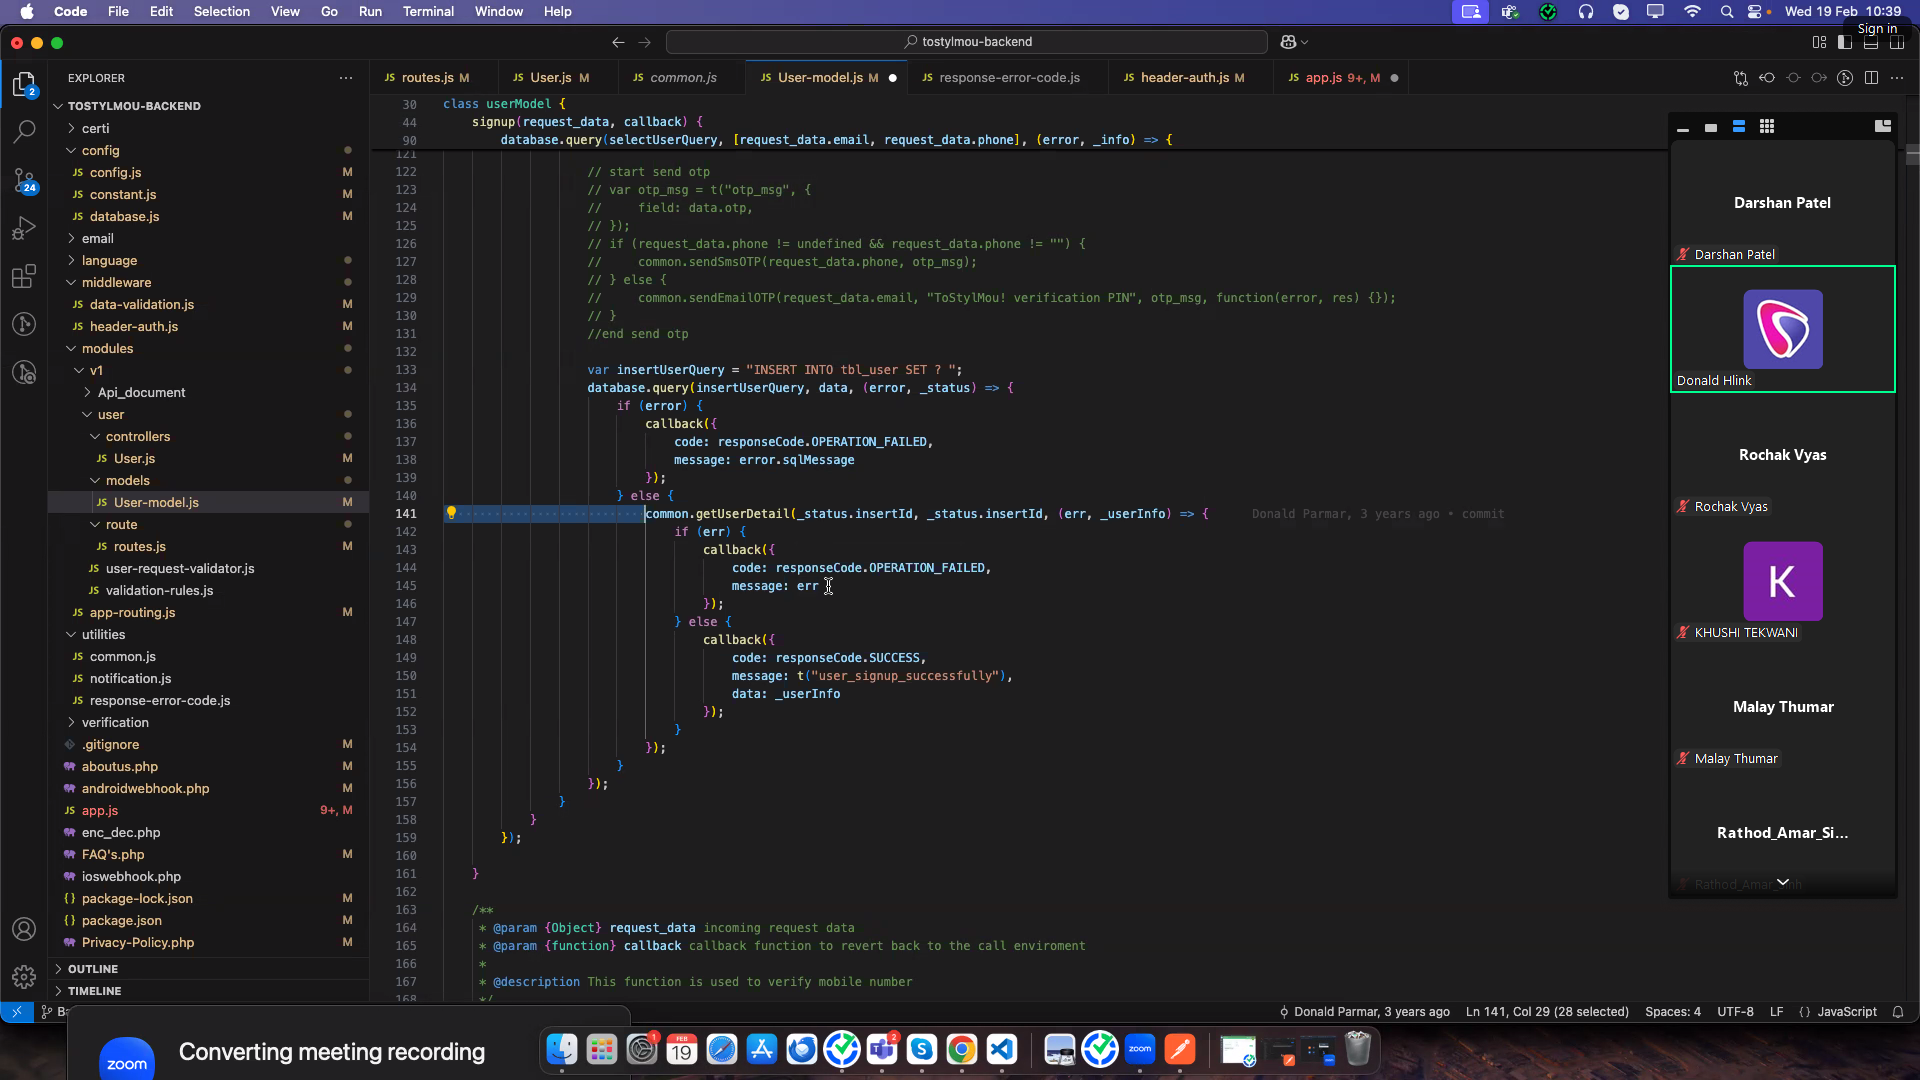 Code File Edit Selection View Go Run Terminal Window Help Wed 19 Feb 10:39
Sign in
tostylmou-backend
EXPLORER
routes.js M User.js M common.js User-model.js M response-error-code.js header-auth.js M app.js 9+, M
TOSTYLMOU-BACKEND
certi
config
config.js M
constant.js M
database.js M
email
language
middleware
data-validation.js M
header-auth.js M
modules
v1
Api_document
user
controllers
User.js M
models
User-model.js M
route
routes.js M
user-request-validator.js M
validation-rules.js M
app-routing.js M
utilities
common.js M
notification.js M
response-error-code.js M
verification
.gitignore M
aboutus.php M
androidwebhook.php M
app.js 9+, M
enc_dec.php
FAQ's.php M
ioswebhook.php
package-lock.json M
package.json M
Privacy-Policy.php M
OUTLINE
TIMELINE
2
24
30 class userModel {
44 signup(request_data, callback) {
90 database.query(selectUserQuery, [request_data.email, request_data.phone], (error, _info) => {
121
122 // start send otp
123 // var otp_msg = t("otp_msg", {
124 // field: data.otp,
125 // });
126 // if (request_data.phone != undefined && request_data.phone != "") {
127 // common.sendSmsOTP(request_data.phone, otp_msg);
128 // } else {
129 // common.sendEmailOTP(request_data.email, "ToStylMou! verification PIN", otp_msg, function(error, res) {});
130 // }
131 //end send otp
132
133 var insertUserQuery = "INSERT INTO tbl_user SET ? ";
134 database.query(insertUserQuery, data, (error, _status) => {
135 if (error) {
136 callback({
137 code: responseCode.OPERATION_FAILED,
138 message: error.sqlMessage
139 });
140 } else {
141 common.getUserDetail(_status.insertId, _status.insertId, (err, _userInfo) => { Donald Parmar, 3 years ago • commit
142 if (err) {
143 callback({
144 code: responseCode.OPERATION_FAILED,
145 message: err
146 });
147 } else {
148 callback({
149 code: responseCode.SUCCESS,
150 message: t("user_signup_successfully"),
151 data: _userInfo
152 });
153 }
154 });
155 }
156 });
157 }
158 }
159 });
160
161 }
162
163 /**
164 * @param {Object} request_data incoming request data
165 * @param {function} callback callback function to revert back to the call enviroment
166 *
167 * @description This function is used to verify mobile number
168 */
Darshan Patel
Darshan Patel
Donald Hlink
Rochak Vyas
Rochak Vyas
K
KHUSHI TEKWANI
Malay Thumar
Malay Thumar
Rathod_Amar_Si...
Rathod_Amar_Sinh
Ba
Donald Parmar, 3 years ago Ln 141, Col 29 (28 selected) Spaces: 4 UTF-8 LF {} JavaScript
zoom
Converting meeting recording
1
FEB
19
2
zoom